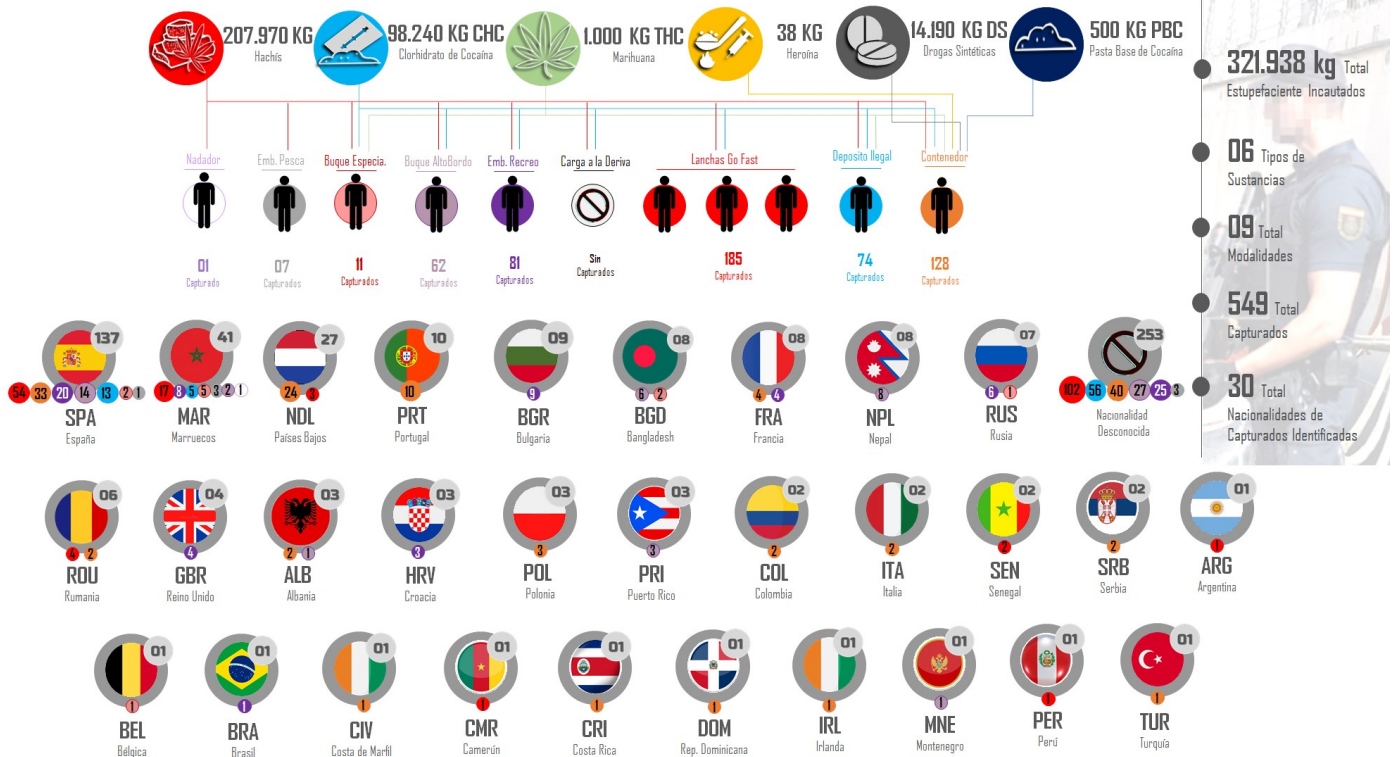 207.970 KG
Hachís
98.240 KG CHC
Clorhidrato de Cocaína
1.000 KG THC
Marihuana
38 KG
Heroína
14.190 KG DS
Drogas Sintéticas
500 KG PBC
Pasta Base de Cocaína
321.938 kg Total
Estupefaciente Incautados
06 Tipos de
Sustancias
09 Total
Modalidades
549 Total
Capturados
30 Total
Nacionalidades de
Capturados Identificadas
Nadador
Emb. Pesca
Buque Especia.
Buque AltoBordo
Emb. Recreo
Carga a la Deriva
Lanchas Go Fast
Deposito Ilegal
Contenedor
01
Capturado
07
Capturados
11
Capturados
62
Capturados
81
Capturados
Sin
Capturados
185
Capturados
74
Capturados
128
Capturados
137
54 33 20 14 13 2 1
SPA
España
41
17 8 5 5 3 2 1
MAR
Marruecos
27
24 3
NDL
Países Bajos
10
10
PRT
Portugal
09
9
BGR
Bulgaria
08
6 2
BGD
Bangladesh
08
4 4
FRA
Francia
08
8
NPL
Nepal
07
6 1
RUS
Rusia
253
102 56 40 27 25 3
Nacionalidad
Desconocida
06
4 2
ROU
Rumania
04
4
GBR
Reino Unido
03
2 1
ALB
Albania
03
3
HRV
Croacia
03
3
POL
Polonia
03
3
PRI
Puerto Rico
02
2
COL
Colombia
02
2
ITA
Italia
02
2
SEN
Senegal
02
2
SRB
Serbia
01
1
ARG
Argentina
01
1
BEL
Bélgica
01
1
BRA
Brasil
01
1
CIV
Costa de Marfil
01
1
CMR
Camerún
01
1
CRI
Costa Rica
01
1
DOM
Rep. Dominicana
01
1
IRL
Irlanda
01
1
MNE
Montenegro
01
1
PER
Perú
01
1
TUR
Turquía